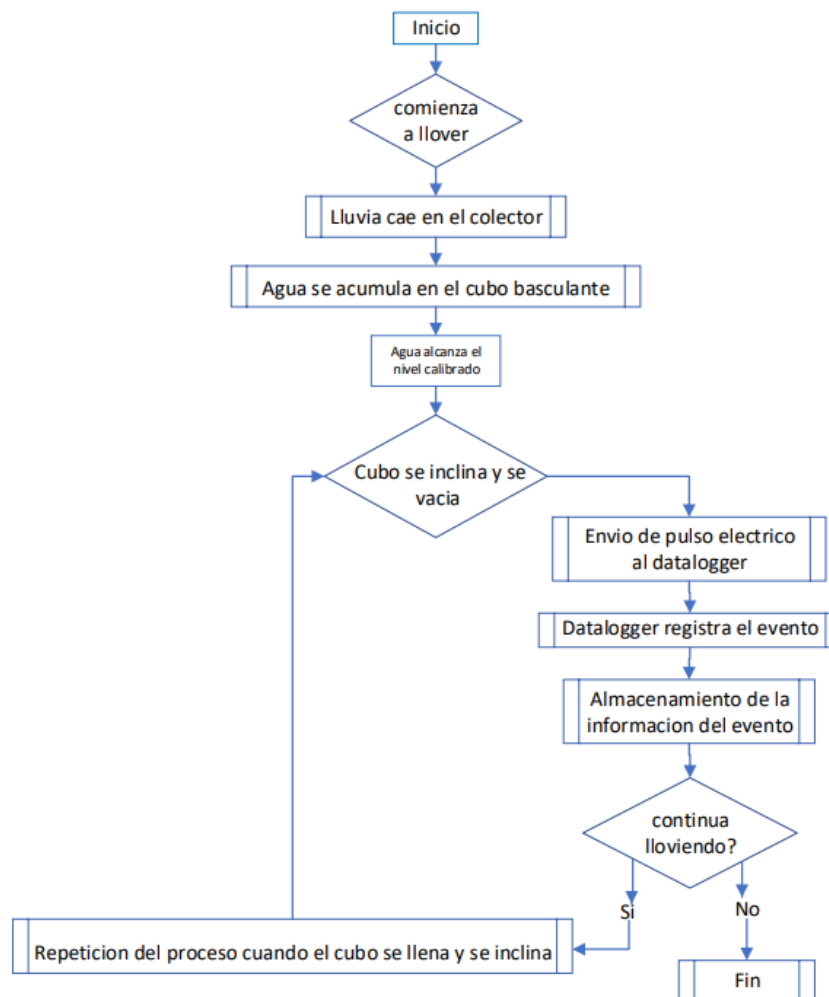 Inicio
comienza
a llover
Lluvia cae en el colector
Agua se acumula en el cubo basculante
Agua alcanza el
nivel calibrado
Cubo se inclina y se
vacia
Envio de pulso electrico
al datalogger
Datalogger registra el evento
Almacenamiento de la
informacion del evento
continua
lloviendo?
Si
No
Repeticion del proceso cuando el cubo se llena y se inclina
Fin